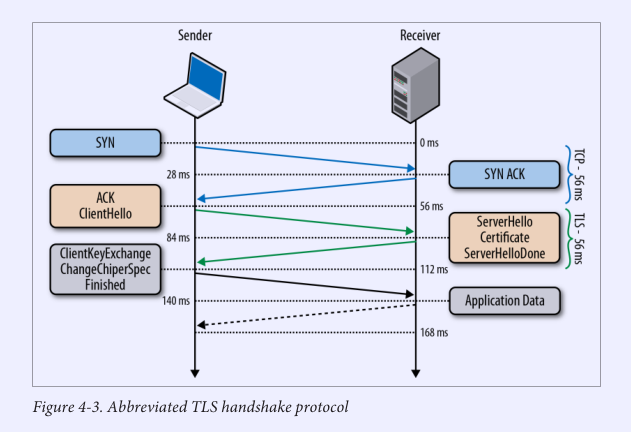 Sender
Receiver
SYN
0 ms
28 ms
SYN ACK
TCP - 56 ms
ACK
ClientHello
56 ms
84 ms
ServerHello
Certificate
ServerHelloDone
TLS - 56 ms
ClientKeyExchange
ChangeChiperSpec
Finished
112 ms
140 ms
Application Data
168 ms
Figure 4-3. Abbreviated TLS handshake protocol